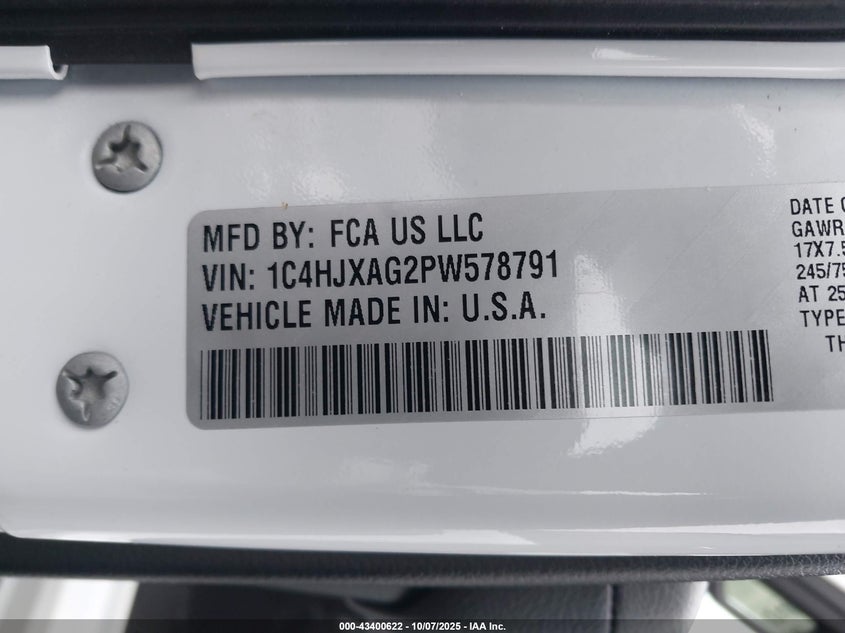 MFD BY: FCA US LLC
VIN: 1C4HJXAG2PW578791
VEHICLE MADE IN: U.S.A.
DATE O
GAWR
17X7.5
245/75
AT 25
TYPE
TH
000-43400622 - 10/07/2025 - IAA Inc.